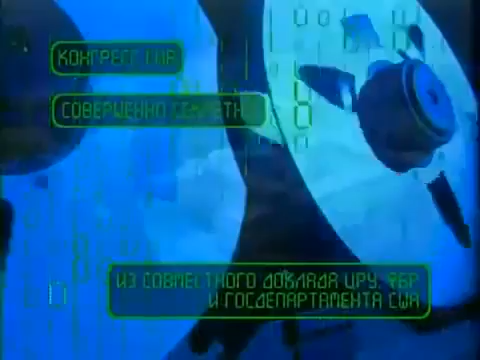 КОНГРЕСС США
СОВЕРШЕННО СЕКРЕТНО
ИЗ СОВМЕСТНОГО ДОКЛАДА ЦРУ, ФБР
И ГОСДЕПАРТАМЕНТА США